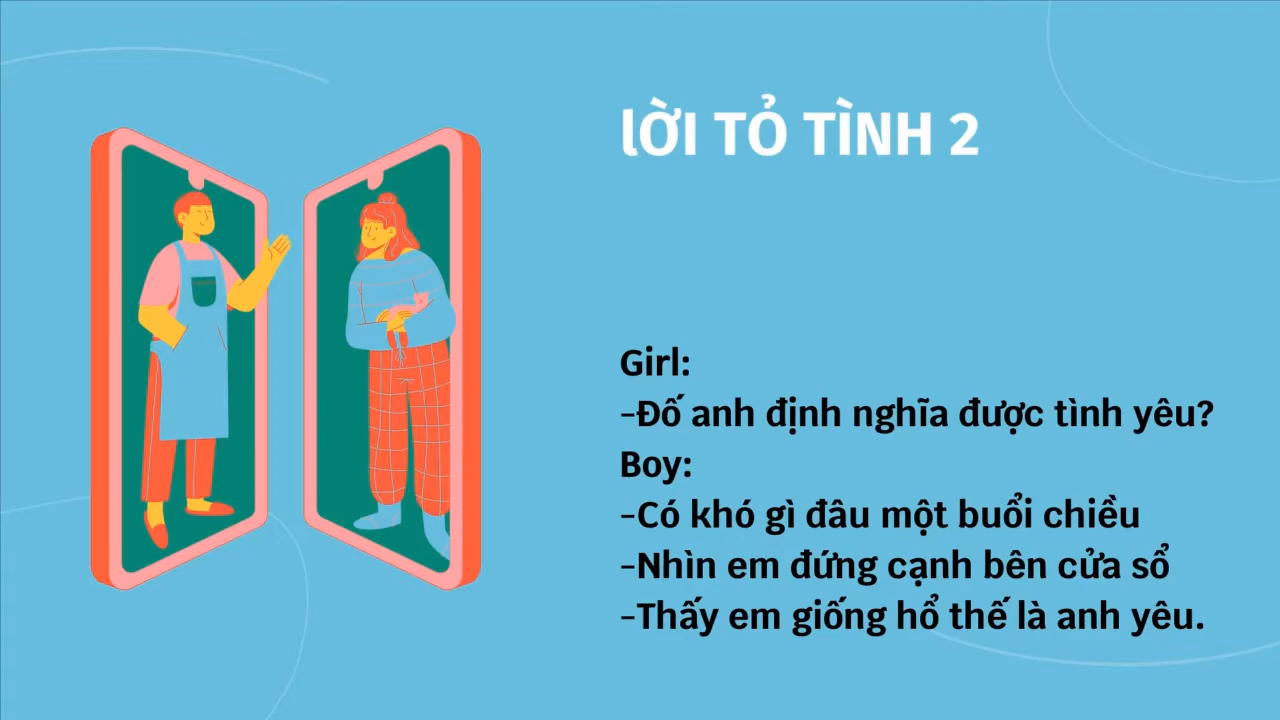 lỜI TỎ TÌNH 2
Girl:
-Đố anh định nghĩa được tình yêu?
Boy:
-Có khó gì đâu một buổi chiều
-Nhìn em đứng cạnh bên cửa sổ
-Thấy em giống hổ thế là anh yêu.